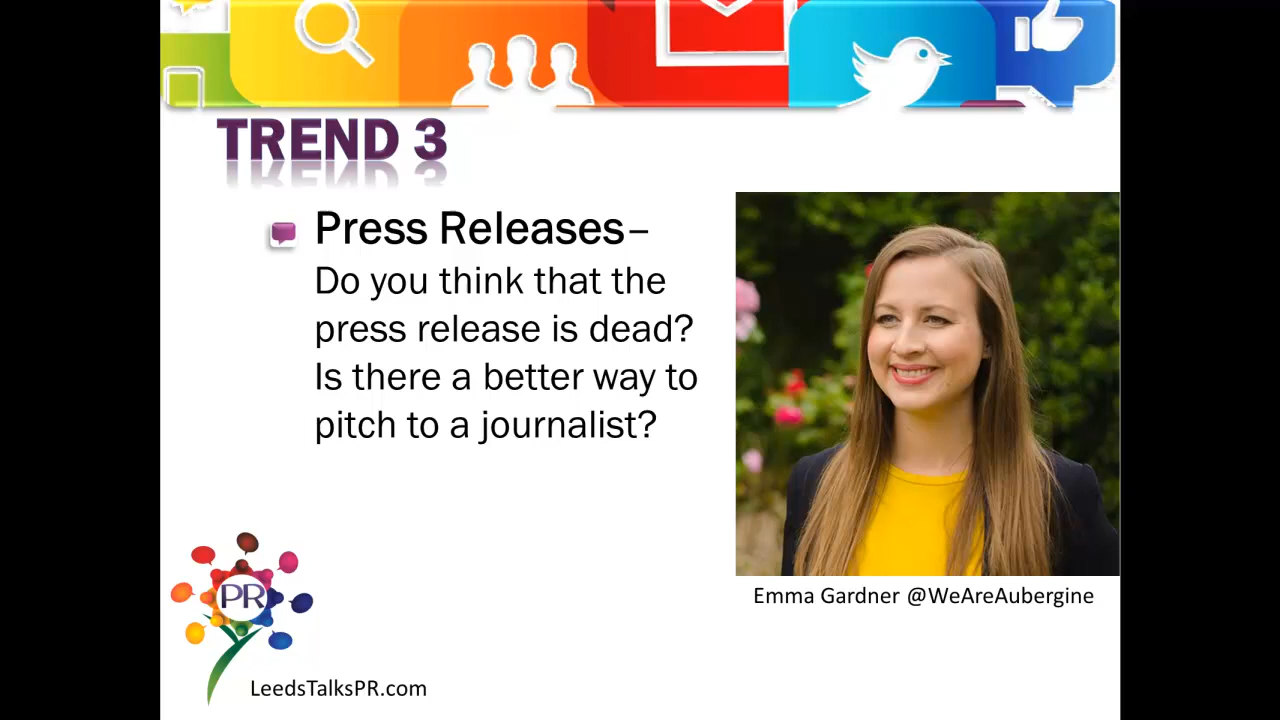 TREND 3
Press Releases–
Do you think that the
press release is dead?
Is there a better way to
pitch to a journalist?
Emma Gardner @WeAreAubergine
PR
LeedsTalksPR.com